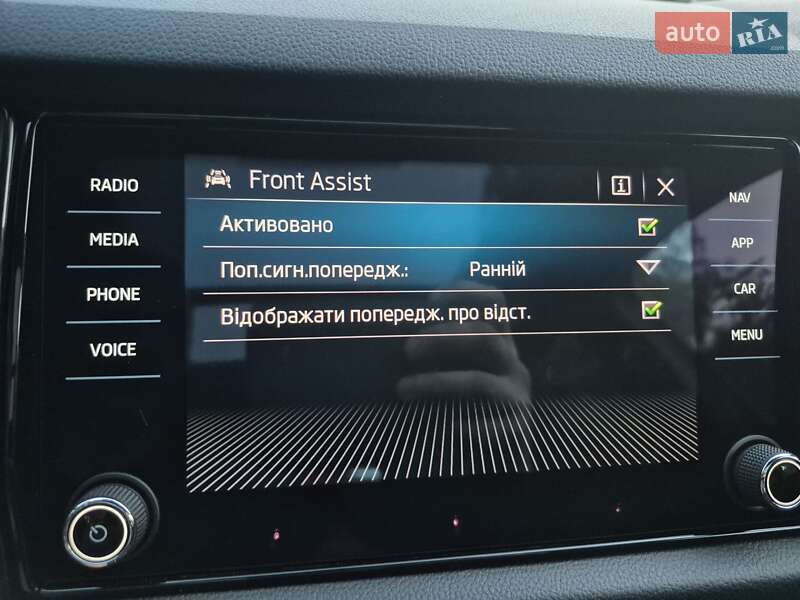 auto RIA.com
Front Assist
Активовано
Поп.сигн.попередж.: Ранній
Відображати попередж. про відст.
RADIO
MEDIA
PHONE
VOICE
NAV
APP
CAR
MENU